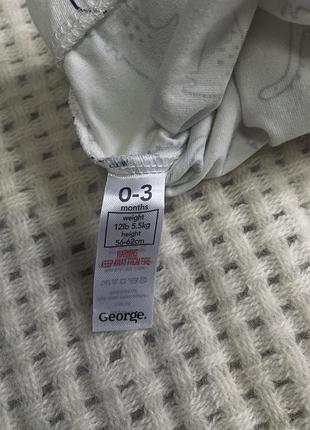 0-3
months
weight
12lb 5.5kg
height
56-62cm
WARNING
KEEP AWAY FROM FIRE
George.